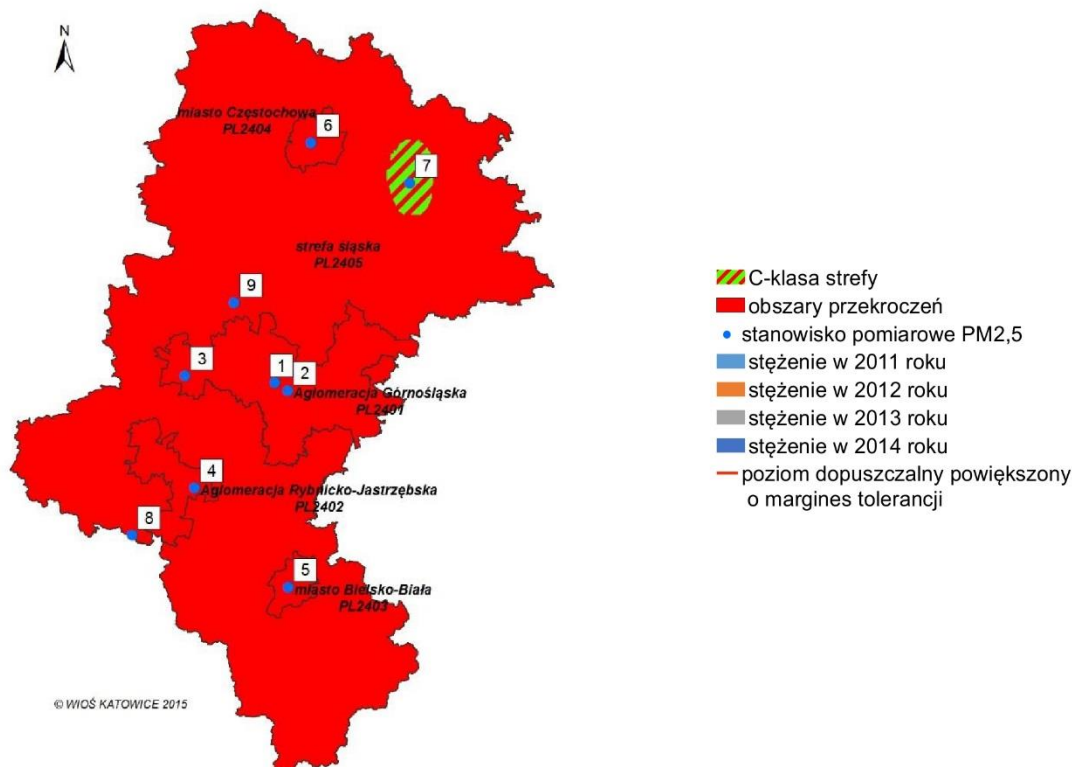 N
miasto Częstochowa
PL2404
6
7
strefa śląska
PL2405
9
3
1
2
Aglomeracja Górnośląska
PL2401
4
Aglomeracja Rybnicko-Jastrzębska
PL2402
8
5
miasto Bielsko-Biała
PL2403
© WIOŚ KATOWICE 2015
C-klasa strefy
obszary przekroczeń
stanowisko pomiarowe PM2,5
stężenie w 2011 roku
stężenie w 2012 roku
stężenie w 2013 roku
stężenie w 2014 roku
poziom dopuszczalny powiększony
o margines tolerancji